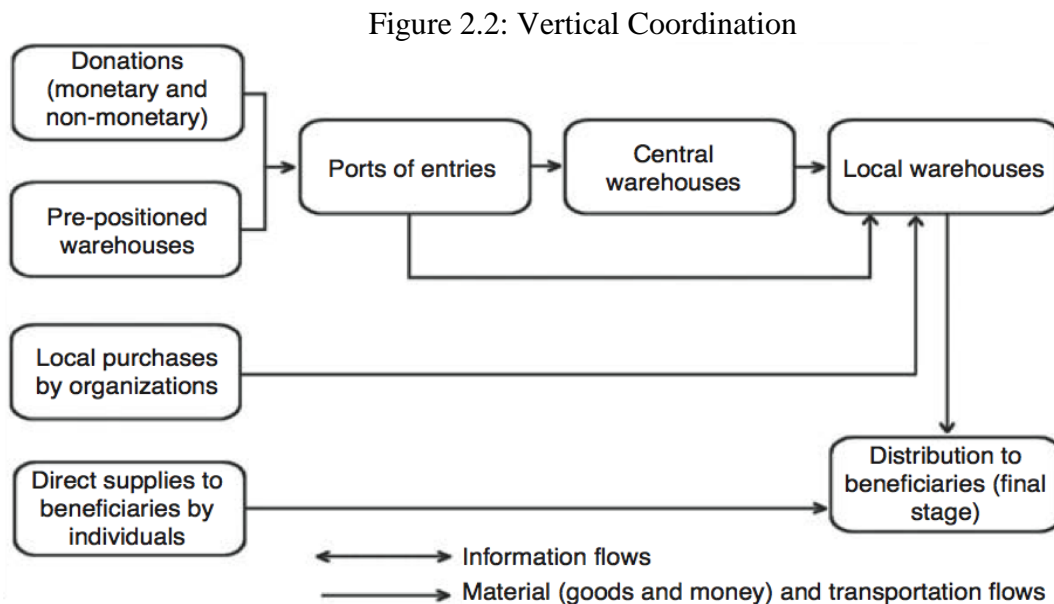 Figure 2.2: Vertical Coordination
Donations
(monetary and
non-monetary)
Ports of entries
Central
warehouses
Local warehouses
Pre-positioned
warehouses
Local purchases
by organizations
Direct supplies to
beneficiaries by
individuals
Distribution to
beneficiaries (final
stage)
Information flows
Material (goods and money) and transportation flows